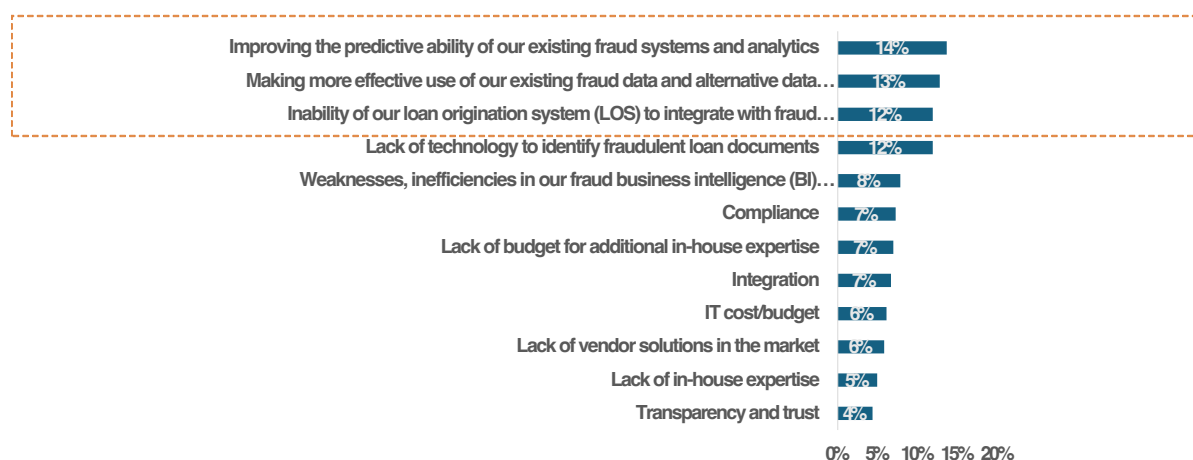 Improving the predictive ability of our existing fraud systems and analytics 14%
Making more effective use of our existing fraud data and alternative data… 13%
Inability of our loan origination system (LOS) to integrate with fraud… 12%
Lack of technology to identify fraudulent loan documents 12%
Weaknesses, inefficiencies in our fraud business intelligence (BI)… 8%
Compliance 7%
Lack of budget for additional in-house expertise 7%
Integration 7%
IT cost/budget 6%
Lack of vendor solutions in the market 6%
Lack of in-house expertise 5%
Transparency and trust 4%
0% 5% 10% 15% 20%